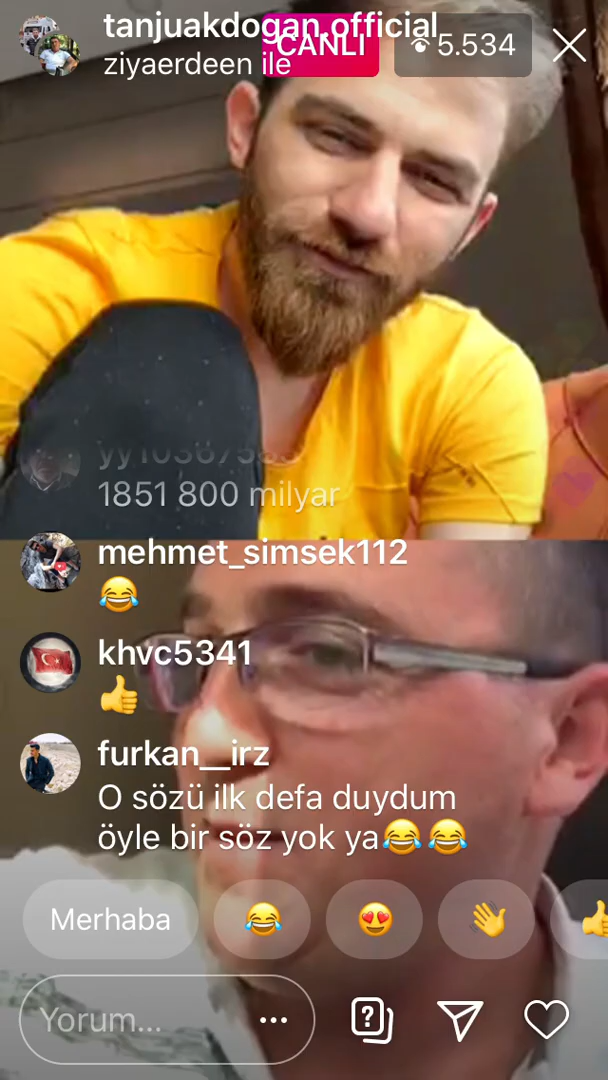 tanjuakdogan.official
CANLI
5.534
ziyaerdeen ile
1851 800 milyar
mehmet_simsek112
😂
khvc5341
👍
furkan__irz
O sözü ilk defa duydum
öyle bir söz yok ya😂😂
Merhaba
Yorum...